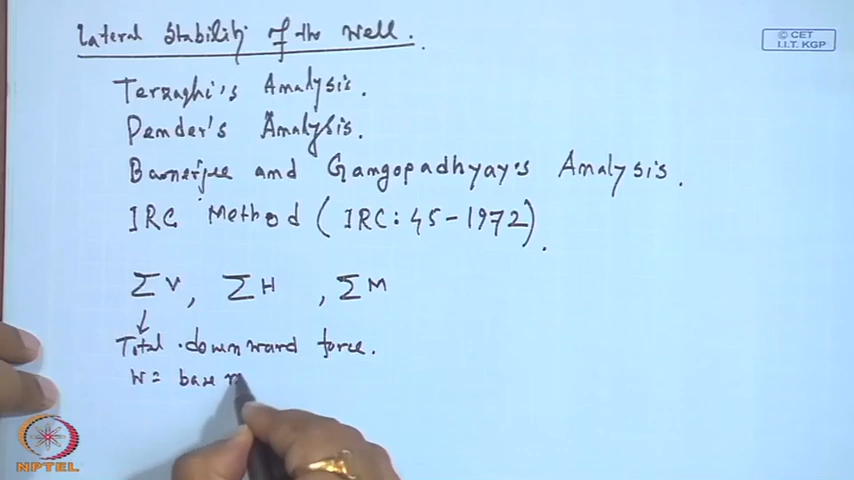 Lateral Stability of the Well.
© CET
I.I.T. KGP
Terzaghi's Analysis.
Pender's Analysis.
Banerjee and Gangopadhyay's Analysis.
IRC Method (IRC: 45-1972).
ΣV, ΣH, ΣM
↓
Total downward force.
W = base
NPTEL